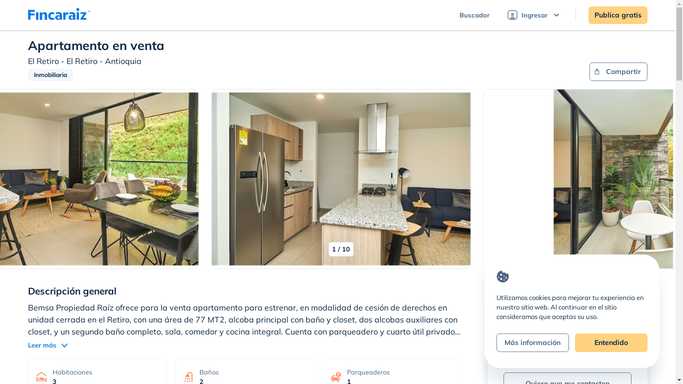 Fincaraiz
Buscador
Ingresar
Publica gratis
Apartamento en venta
El Retiro - El Retiro - Antioquia
Inmobiliaria
Compartir
1 / 10
Descripción general
Bemsa Propiedad Raíz ofrece para la venta apartamento para estrenar, en modalidad de cesión de derechos en
unidad cerrada en el Retiro, con una área de 77 MT2, alcoba principal con baño y closet, dos alcobas auxiliares con
closet, y un segundo baño completo, sala, comedor y cocina integral. Cuenta con parqueadero y cuarto útil privado...
Leer más
Habitaciones
3
Baños
2
Parqueaderos
1
Utilizamos cookies para mejorar tu experiencia en
nuestro sitio web. Al continuar en el sitio
consideramos que aceptas su uso.
Más información
Entendido
Quiero que me contacten